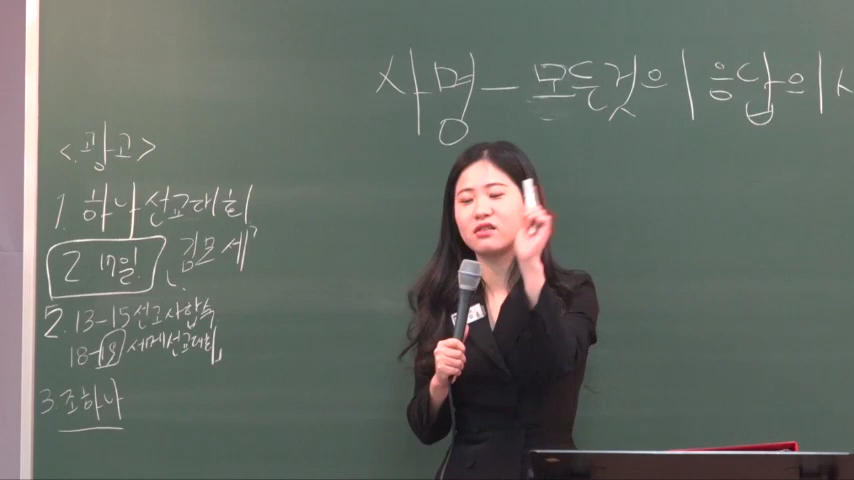 사명 - 모든것의 응답의 시
<광고>
1. 하나선교대회
2 17일, 김모세
2. 13-15 선교사합숙
18-19 세계선교대회
3. 조하나